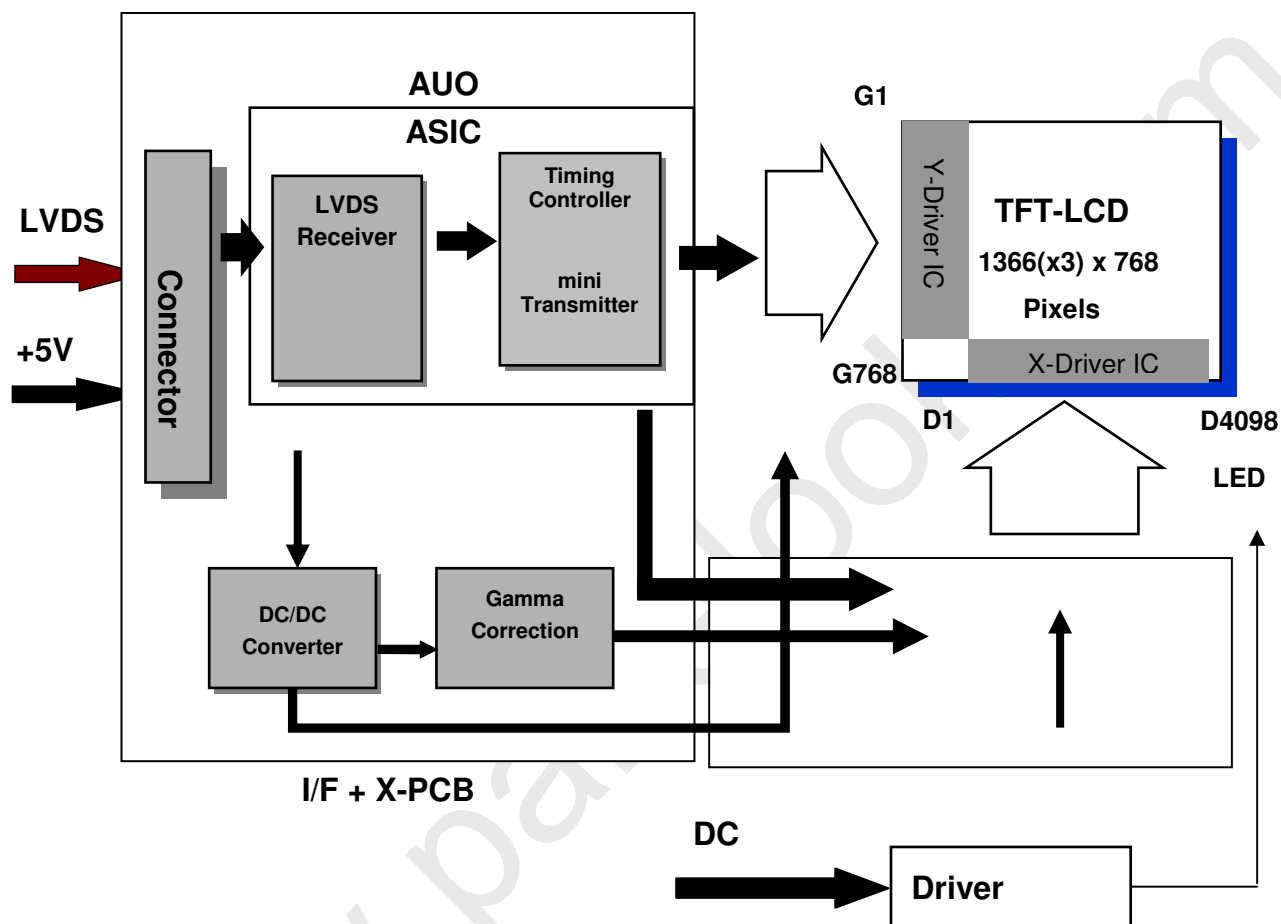 AUO
ASIC
LVDS
+5V
Connector
LVDS
Receiver
Timing
Controller
mini
Transmitter
G1
Y-Driver IC
TFT-LCD
1366(x3) x 768
Pixels
X-Driver IC
G768
D1
D4098
LED
DC/DC
Converter
Gamma
Correction
I/F + X-PCB
DC
Driver